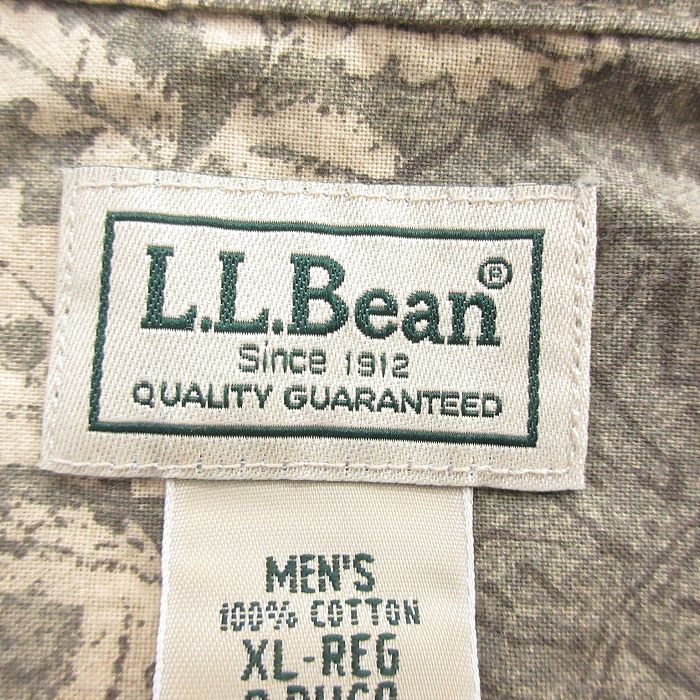 L.L.Bean®
Since 1912
QUALITY GUARANTEED
MEN'S
100% COTTON
XL-REG